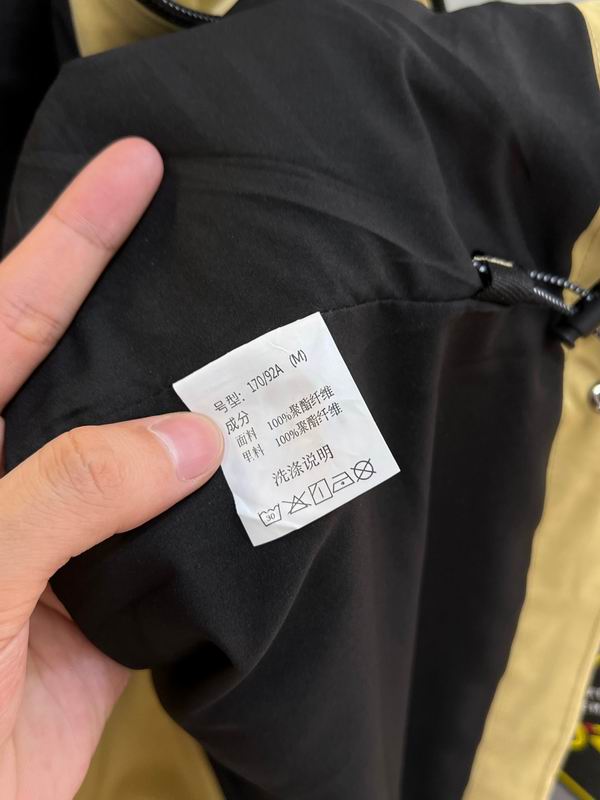 号型: 170/92A (M)
成分
面料 100%聚酯纤维
里料 100%聚酯纤维
洗涤说明
30